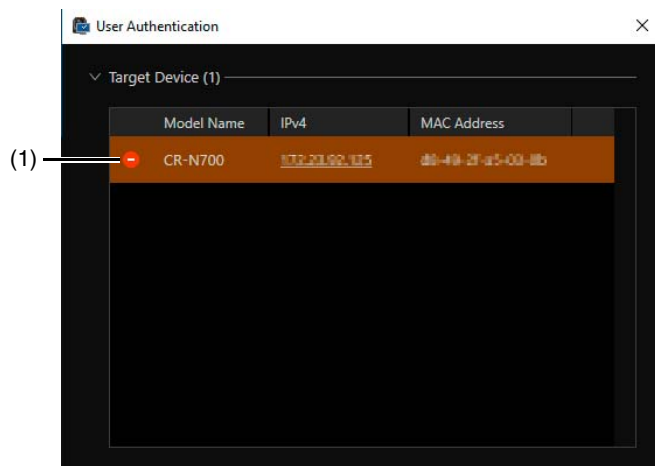 User Authentication
Target Device (1)
Model Name IPv4 MAC Address
(1)
CR-N700